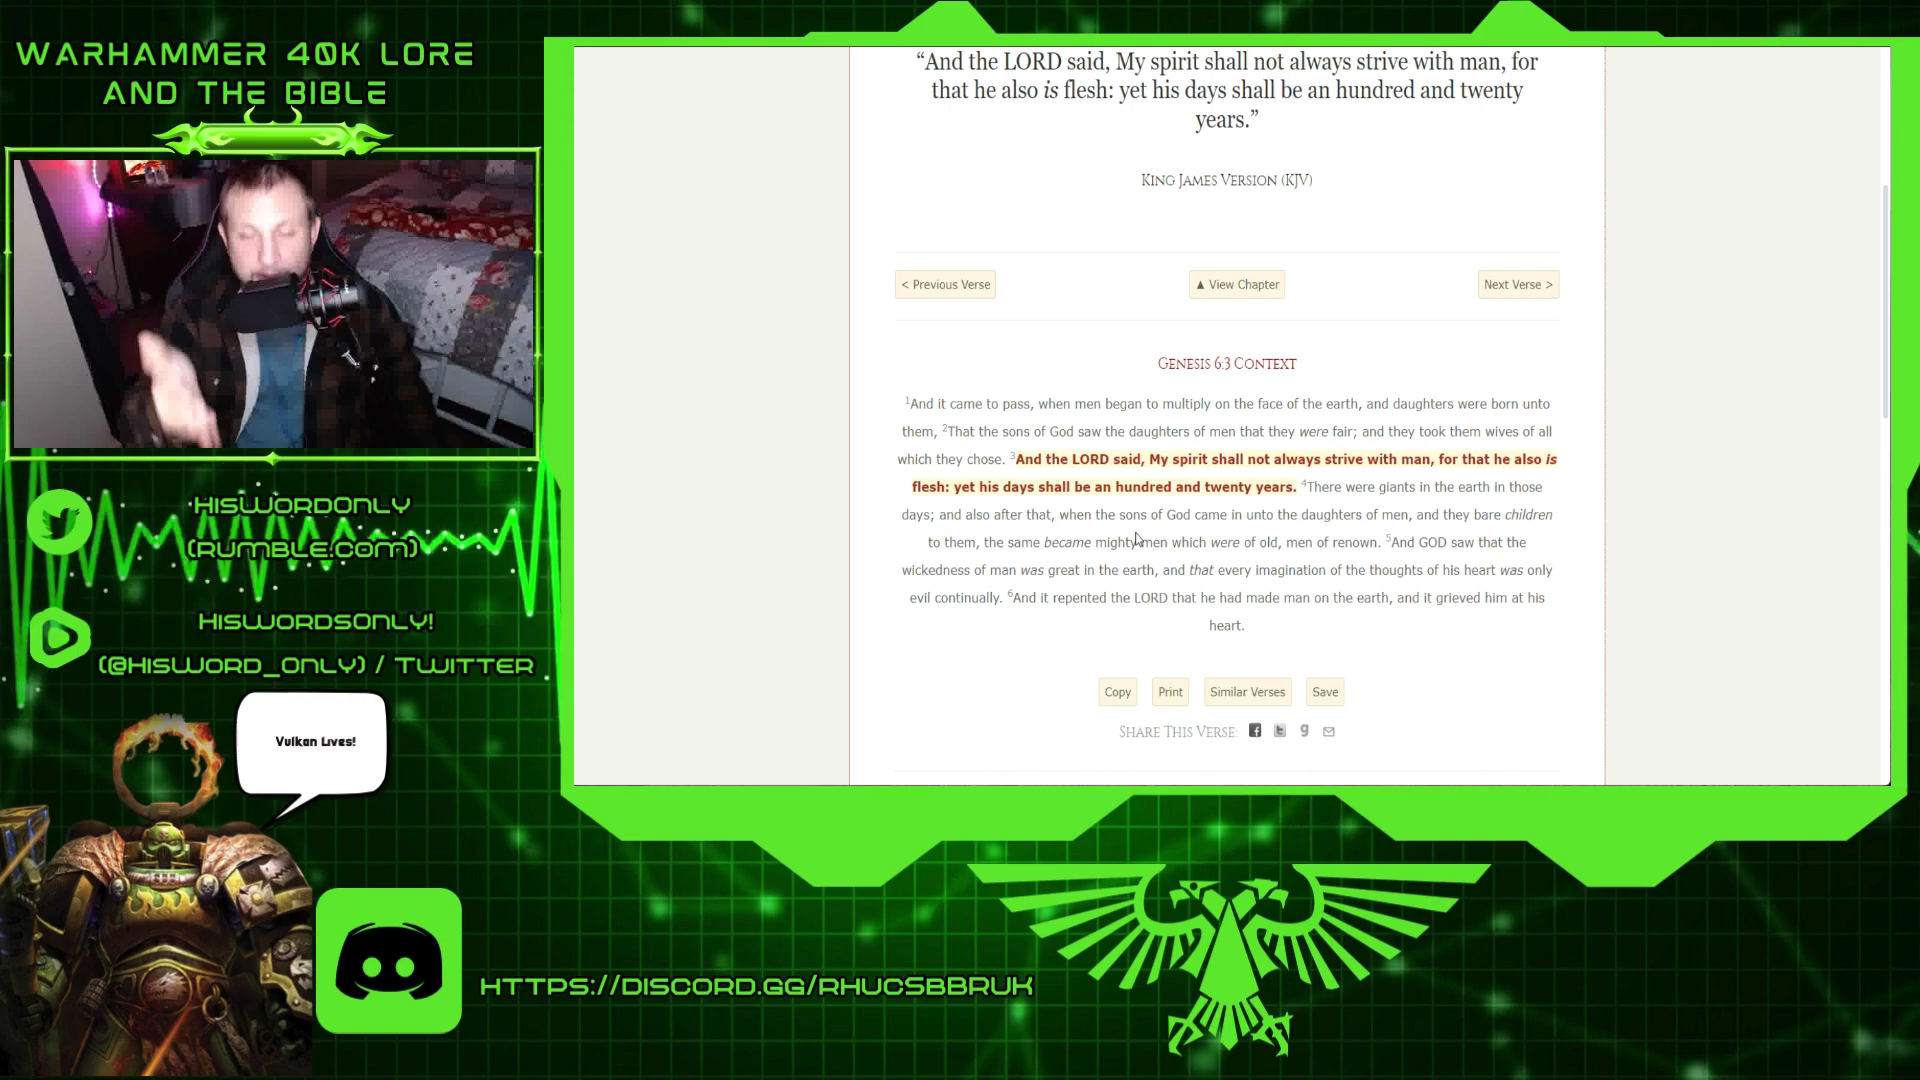 WARHAMMER 40K LORE
AND THE BIBLE
“And the LORD said, My spirit shall not always strive with man, for
that he also is flesh: yet his days shall be an hundred and twenty
years.”
King James Version (KJV)
< Previous Verse
▲ View Chapter
Next Verse >
Genesis 6:3 Context
1And it came to pass, when men began to multiply on the face of the earth, and daughters were born unto
them, 2That the sons of God saw the daughters of men that they were fair; and they took them wives of all
which they chose. 3And the LORD said, My spirit shall not always strive with man, for that he also is
flesh: yet his days shall be an hundred and twenty years. 4There were giants in the earth in those
days; and also after that, when the sons of God came in unto the daughters of men, and they bare children
to them, the same became mighty men which were of old, men of renown. 5And GOD saw that the
wickedness of man was great in the earth, and that every imagination of the thoughts of his heart was only
evil continually. 6And it repented the LORD that he had made man on the earth, and it grieved him at his
heart.
Copy
Print
Similar Verses
Save
Share This Verse:
HISWORDONLY
(RUMBLE.COM)
HISWORDSONLY!
(@HISWORD_ONLY) / TWITTER
Vulkan Lives!
HTTPS://DISCORD.GG/RHUCSBBRUK